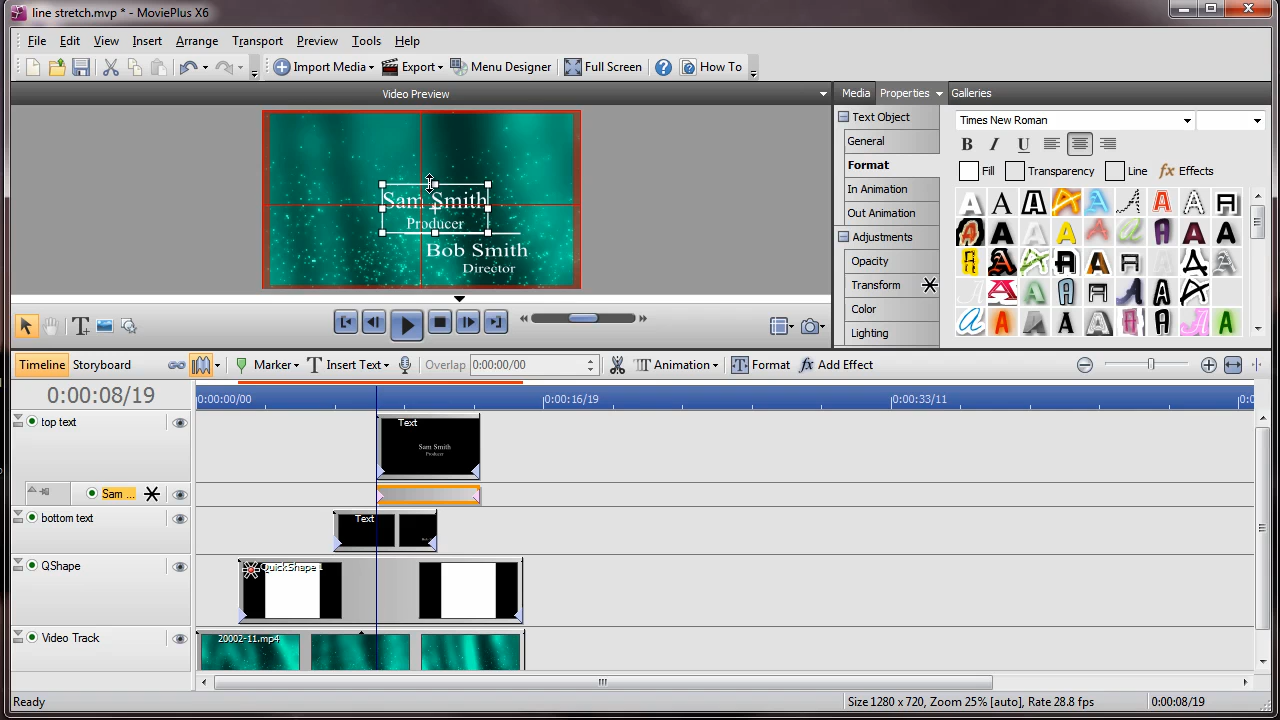 line stretch.mvp * - MoviePlus X6
File Edit View Insert Arrange Transport Preview Tools Help
Import Media Export Menu Designer Full Screen How To
Video Preview
Media Properties Galleries
Sam Smith
Producer
Bob Smith
Director
Text Object
General
Format
In Animation
Out Animation
Adjustments
Opacity
Transform
Color
Lighting
Times New Roman
B I U
Fill Transparency Line fx Effects
Timeline Storyboard Marker Insert Text Overlap 0:00:00/00 Animation Format fx Add Effect
0:00:08/19
0:00:00/00 0:00:16/19 0:00:33/11
top text
Text
Sam Smith
Producer
Sam ...
bottom text
Text
QShape
QuickShape 1
Video Track
20002-11.mp4
Ready
Size 1280 x 720, Zoom 25% [auto], Rate 28.8 fps
0:00:08/19